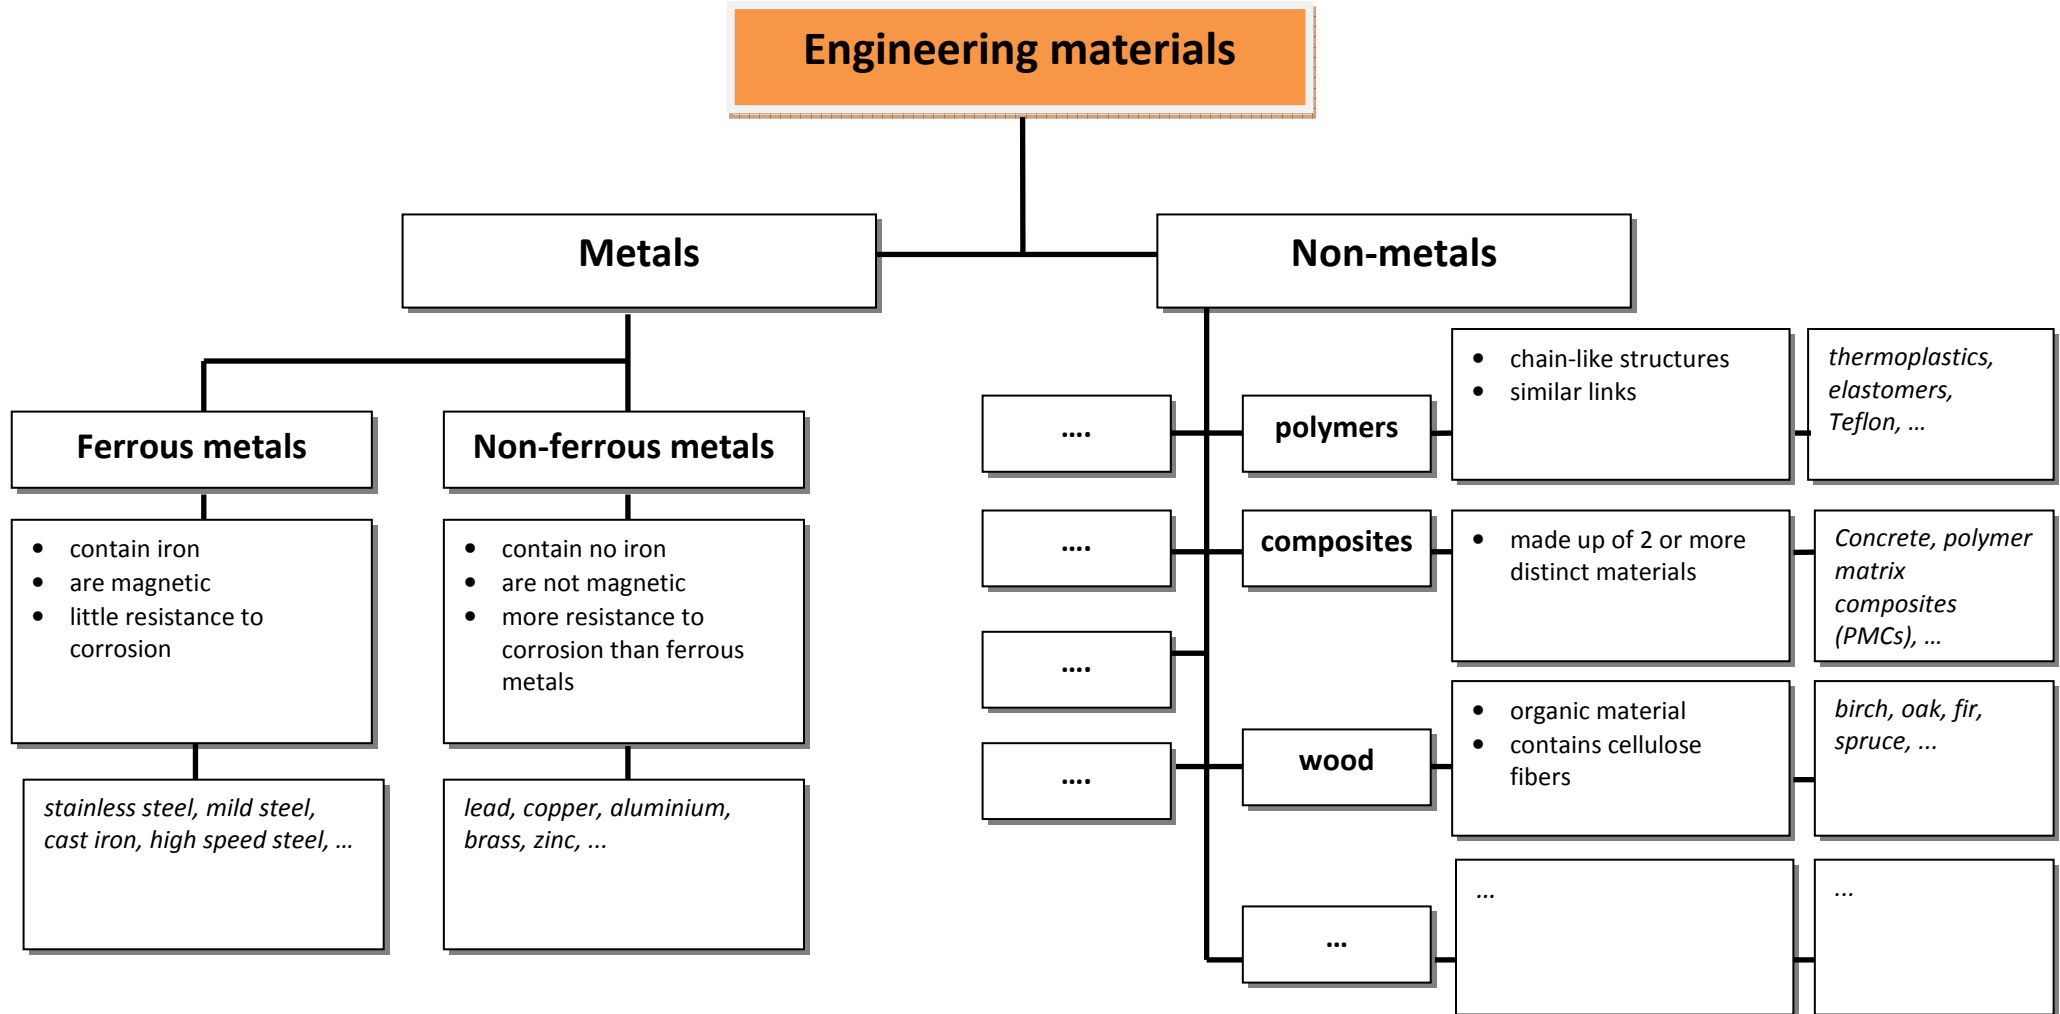 Engineering materials
Metals
Non-metals
Ferrous metals
• contain iron
• are magnetic
• little resistance to
corrosion
stainless steel, mild steel,
cast iron, high speed steel, …
Non-ferrous metals
• contain no iron
• are not magnetic
• more resistance to
corrosion than ferrous
metals
lead, copper, aluminium,
brass, zinc, ...
….
polymers
• chain-like structures
• similar links
thermoplastics,
elastomers,
Teflon, …
….
composites
• made up of 2 or more
distinct materials
Concrete, polymer
matrix
composites
(PMCs), …
….
….
wood
• organic material
• contains cellulose
fibers
birch, oak, fir,
spruce, ...
…
...
...